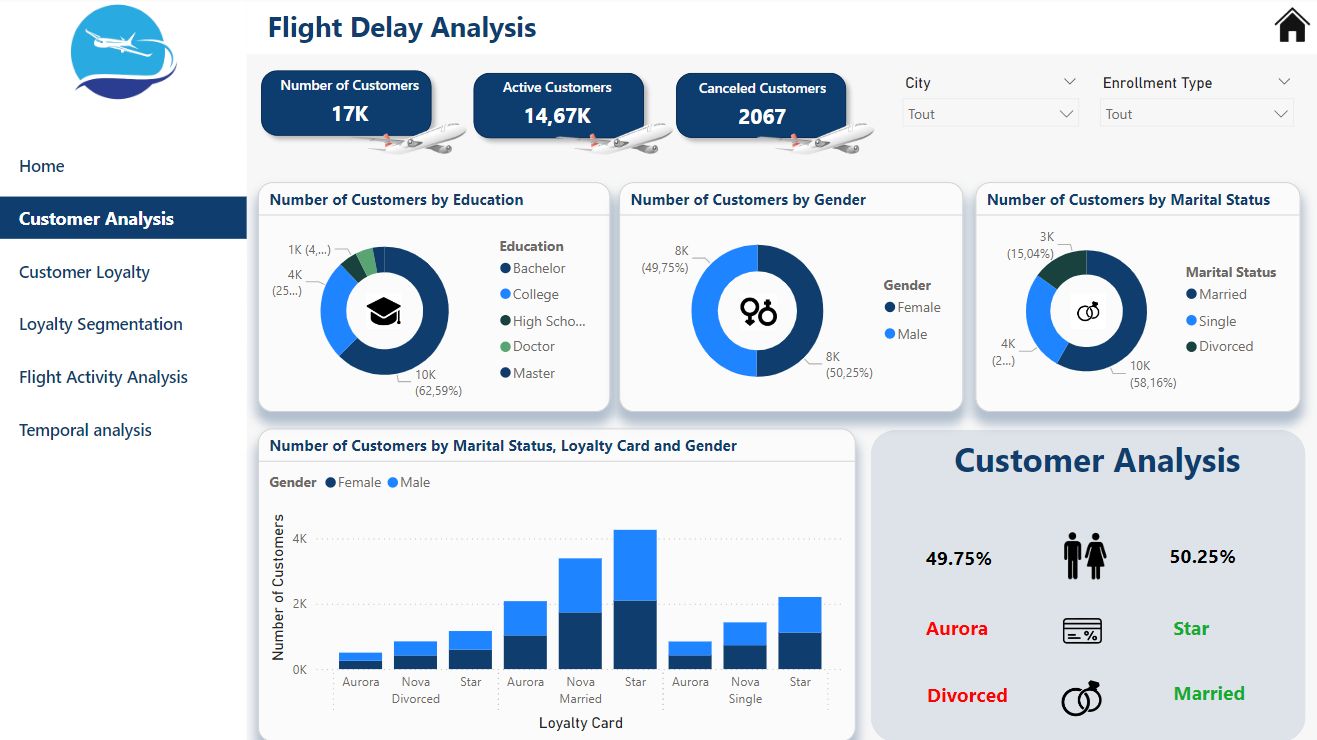 Flight Delay Analysis
Number of Customers
17K
Active Customers
14,67K
Canceled Customers
2067
City
Tout
Enrollment Type
Tout
Home
Customer Analysis
Customer Loyalty
Loyalty Segmentation
Flight Activity Analysis
Temporal analysis
Number of Customers by Education
1K (4,...)
4K
(25...)
10K
(62,59%)
Education
Bachelor
College
High Scho...
Doctor
Master
Number of Customers by Gender
8K
(49,75%)
8K
(50,25%)
Gender
Female
Male
Number of Customers by Marital Status
3K
(15,04%)
4K
(2...)
10K
(58,16%)
Marital Status
Married
Single
Divorced
Number of Customers by Marital Status, Loyalty Card and Gender
Gender Female Male
Number of Customers
4K
2K
0K
Aurora Nova Star Aurora Nova Star Aurora Nova Star
Divorced Married Single
Loyalty Card
Customer Analysis
49.75% 50.25%
Aurora Star
Divorced Married